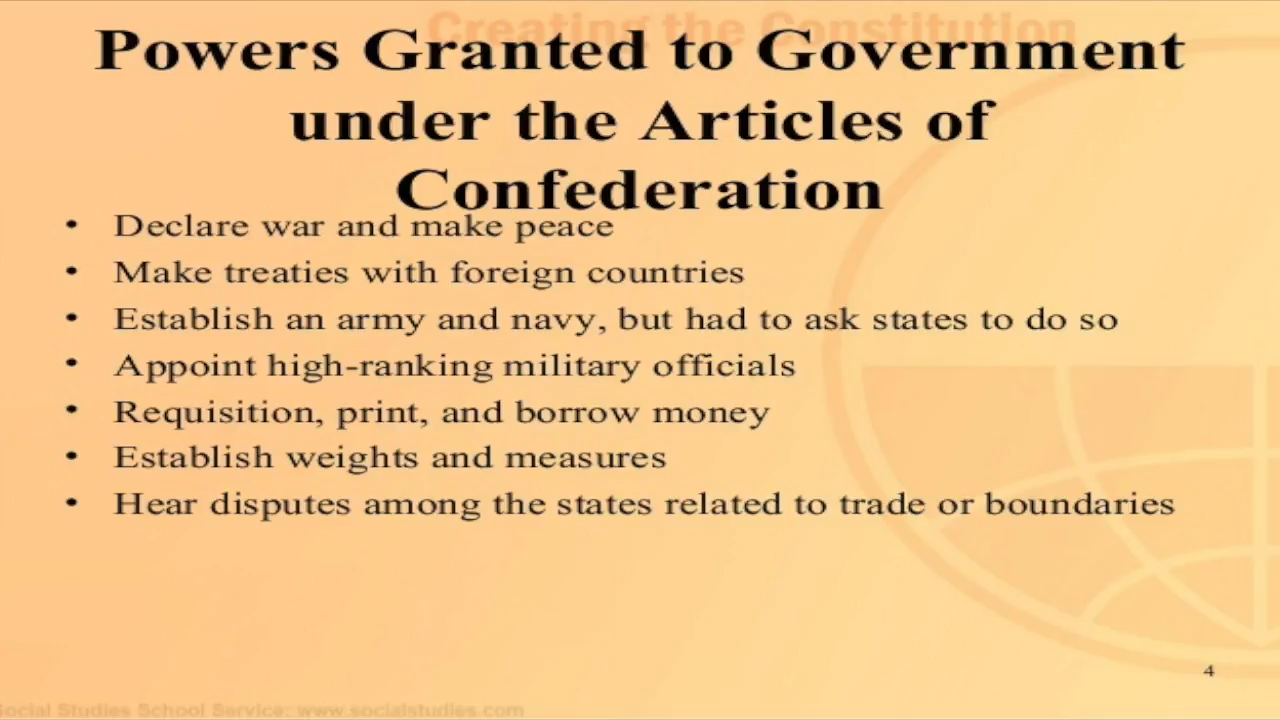 Creating the Constitution
Powers Granted to Government
under the Articles of
Confederation
• Declare war and make peace
• Make treaties with foreign countries
• Establish an army and navy, but had to ask states to do so
• Appoint high-ranking military officials
• Requisition, print, and borrow money
• Establish weights and measures
• Hear disputes among the states related to trade or boundaries
4
Social Studies School Service: www.socialstudies.com